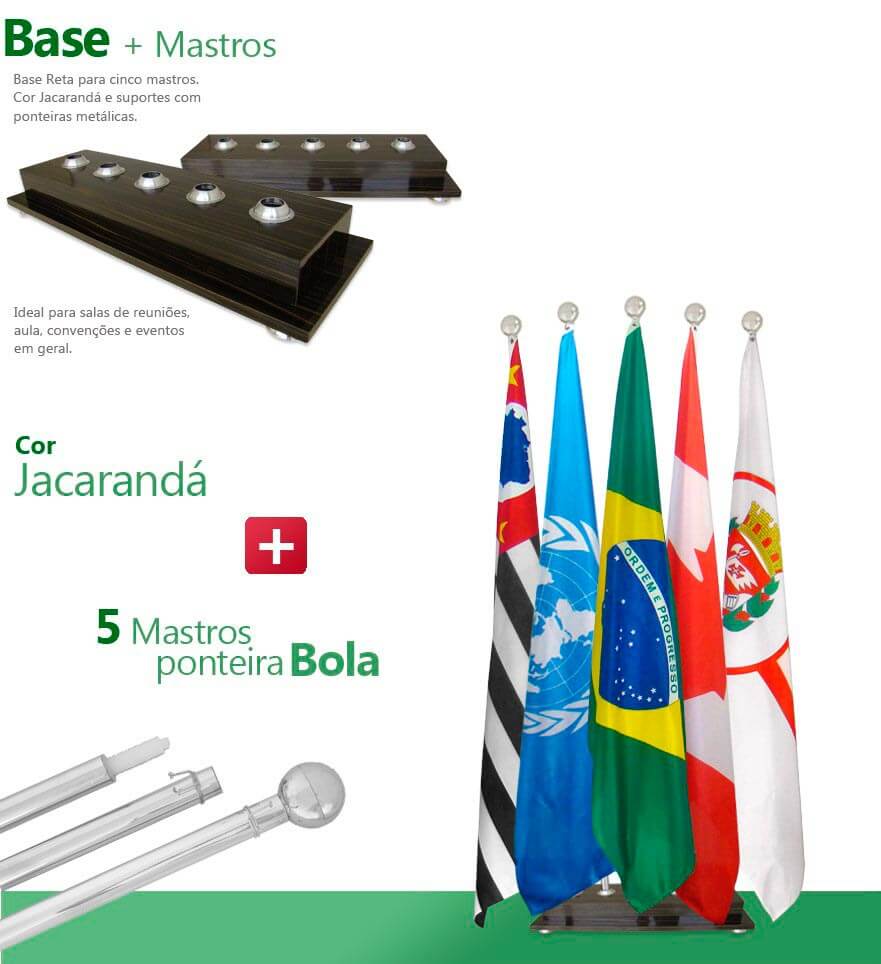 Base + Mastros
Base Reta para cinco mastros.
Cor Jacarandá e suportes com
ponteiras metálicas.
Ideal para salas de reuniões,
aula, convenções e eventos
em geral.
Cor
Jacarandá
5 Mastros
ponteira Bola
ORDEM E PROGRESSO